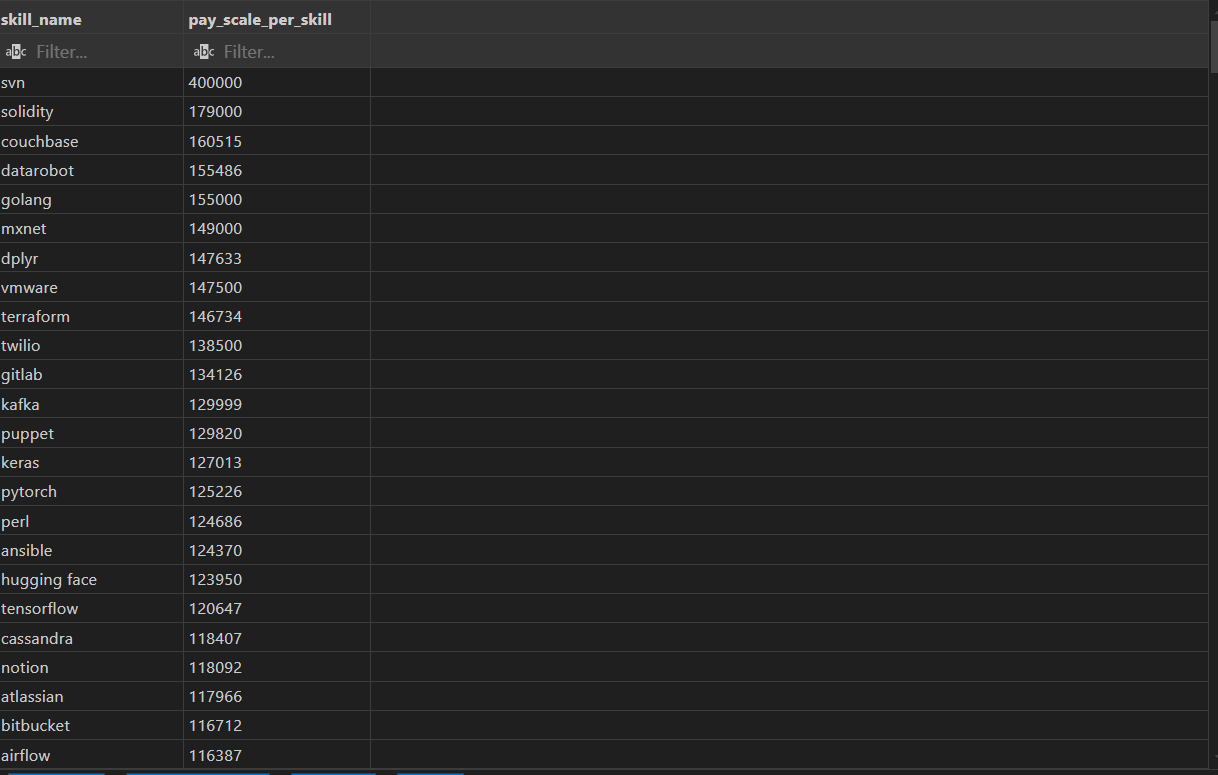 skill_name pay_scale_per_skill
abc Filter... abc Filter...
svn 400000
solidity 179000
couchbase 160515
datarobot 155486
golang 155000
mxnet 149000
dplyr 147633
vmware 147500
terraform 146734
twilio 138500
gitlab 134126
kafka 129999
puppet 129820
keras 127013
pytorch 125226
perl 124686
ansible 124370
hugging face 123950
tensorflow 120647
cassandra 118407
notion 118092
atlassian 117966
bitbucket 116712
airflow 116387